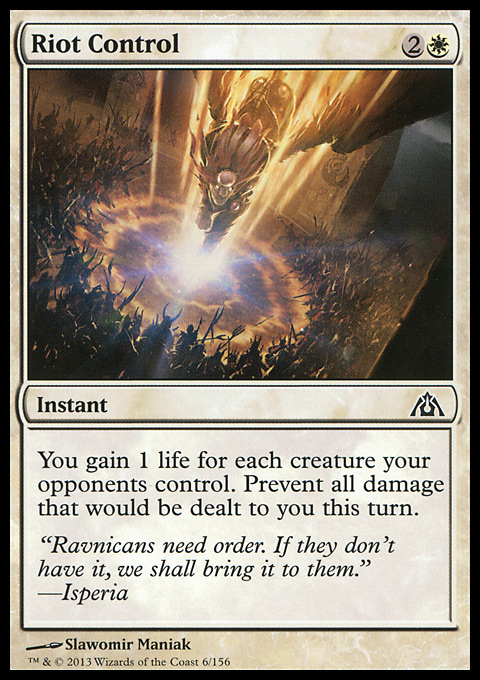 Riot Control 2
Instant
You gain 1 life for each creature your
opponents control. Prevent all damage
that would be dealt to you this turn.
“Ravnicans need order. If they don’t
have it, we shall bring it to them.”
—Isperia
Slawomir Maniak
™ & © 2013 Wizards of the Coast 6/156